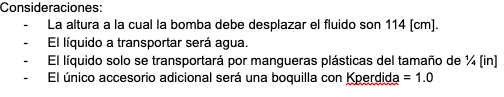 Consideraciones:
- La altura a la cual la bomba debe desplazar el fluido son 114 [cm].
- El líquido a transportar será agua.
- El líquido solo se transportará por mangueras plásticas del tamaño de ¼ [in]
- El único accesorio adicional será una boquilla con Kperdida = 1.0